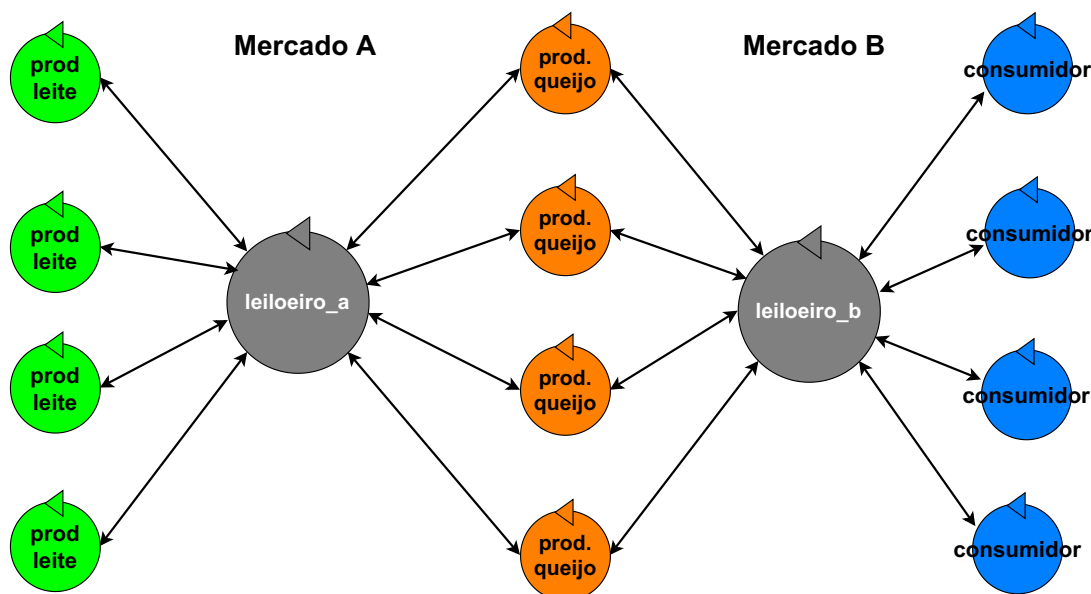 Mercado A
Mercado B
prod
leite
prod.
queijo
consumidor
prod
leite
prod.
queijo
consumidor
leiloeiro_a
leiloeiro_b
prod
leite
prod.
queijo
consumidor
prod
leite
prod.
queijo
consumidor